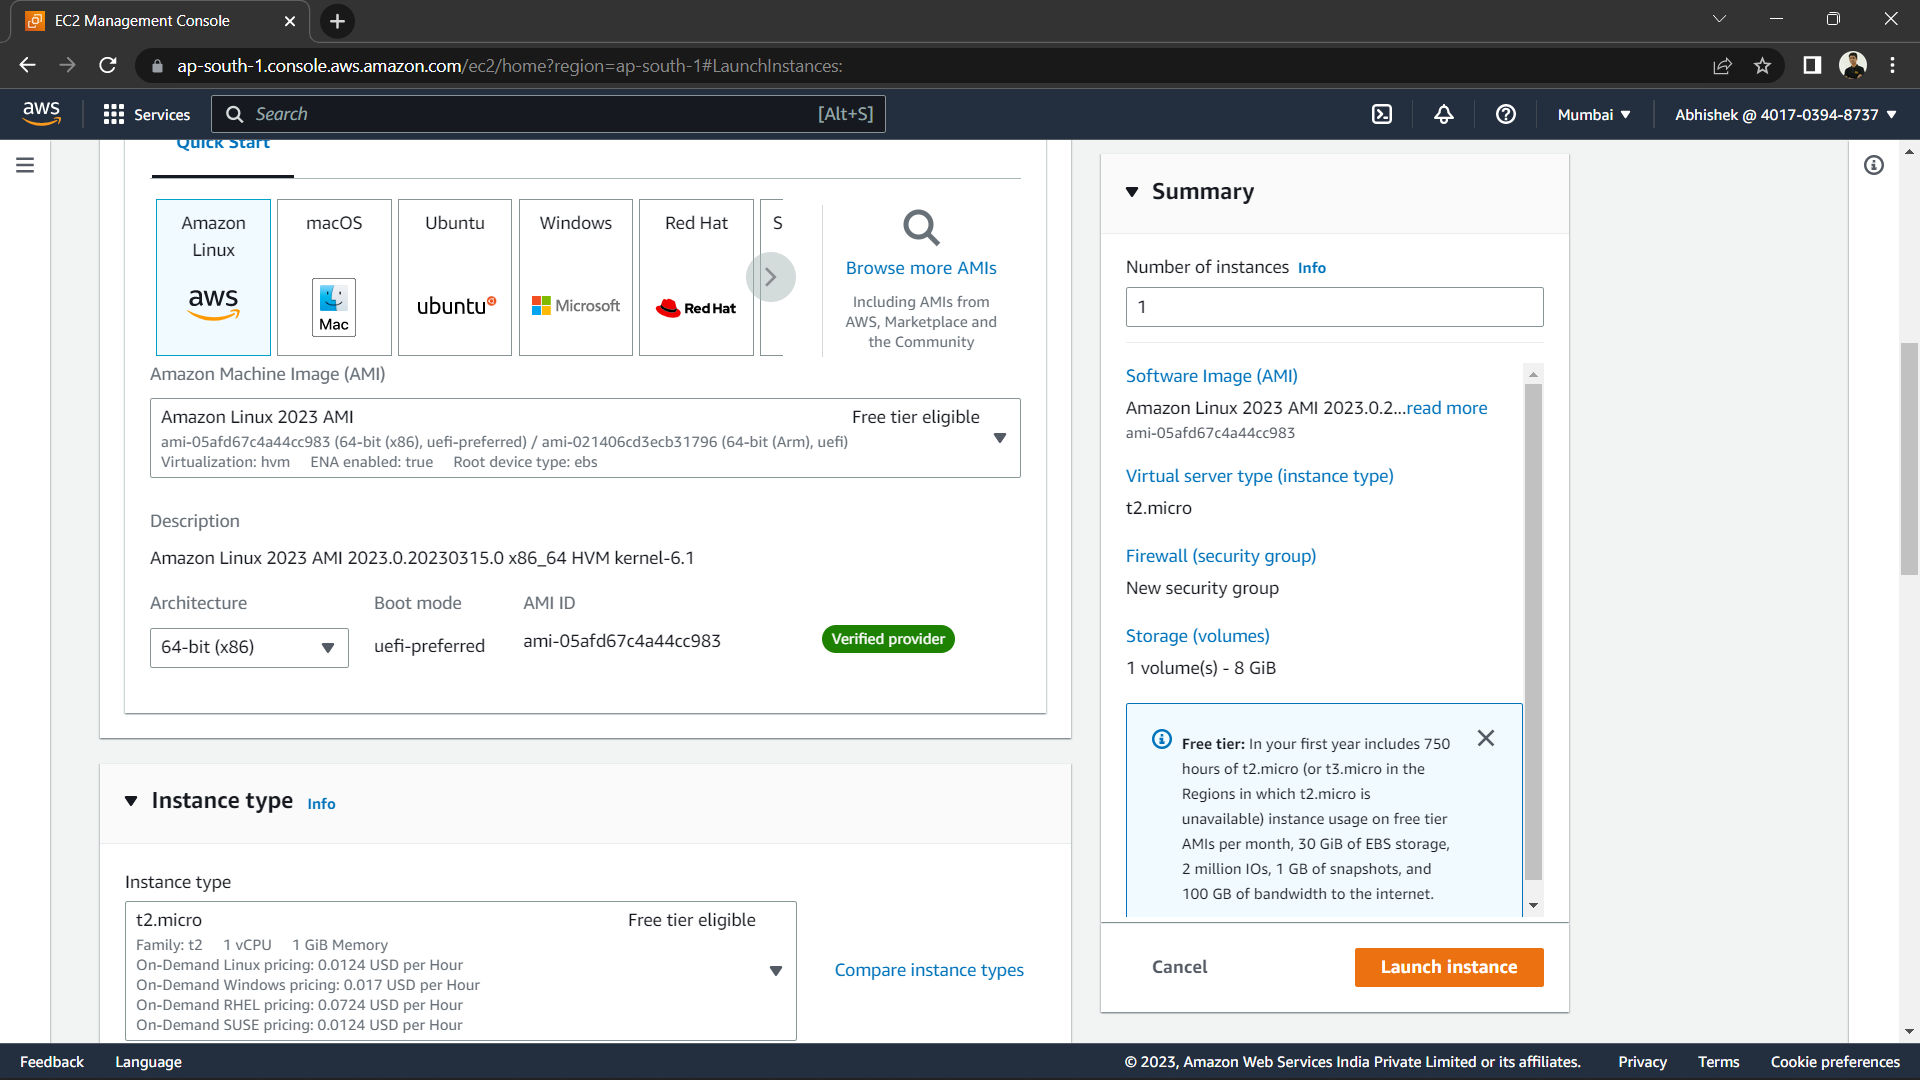 EC2 Management Console
ap-south-1.console.aws.amazon.com/ec2/home?region=ap-south-1#LaunchInstances:
aws
Services
Search
[Alt+S]
Mumbai
Abhishek @ 4017-0394-8737
Quick Start
Amazon Linux
aws
macOS
Mac
Ubuntu
ubuntu
Windows
Microsoft
Red Hat
Red Hat
S
Browse more AMIs
Including AMIs from
AWS, Marketplace and
the Community
Amazon Machine Image (AMI)
Amazon Linux 2023 AMI
Free tier eligible
ami-05afd67c4a44cc983 (64-bit (x86), uefi-preferred) / ami-021406cd3ecb31796 (64-bit (Arm), uefi)
Virtualization: hvm ENA enabled: true Root device type: ebs
Description
Amazon Linux 2023 AMI 2023.0.20230315.0 x86_64 HVM kernel-6.1
Architecture Boot mode AMI ID
64-bit (x86) uefi-preferred ami-05afd67c4a44cc983 Verified provider
Instance type Info
Instance type
t2.micro
Free tier eligible
Family: t2 1 vCPU 1 GiB Memory
On-Demand Linux pricing: 0.0124 USD per Hour
On-Demand Windows pricing: 0.017 USD per Hour
On-Demand RHEL pricing: 0.0724 USD per Hour
On-Demand SUSE pricing: 0.0124 USD per Hour
Compare instance types
Summary
Number of instances Info
1
Software Image (AMI)
Amazon Linux 2023 AMI 2023.0.2...read more
ami-05afd67c4a44cc983
Virtual server type (instance type)
t2.micro
Firewall (security group)
New security group
Storage (volumes)
1 volume(s) - 8 GiB
Free tier: In your first year includes 750
hours of t2.micro (or t3.micro in the
Regions in which t2.micro is
unavailable) instance usage on free tier
AMIs per month, 30 GiB of EBS storage,
2 million IOs, 1 GB of snapshots, and
100 GB of bandwidth to the internet.
Cancel
Launch instance
Feedback
Language
© 2023, Amazon Web Services India Private Limited or its affiliates.
Privacy
Terms
Cookie preferences